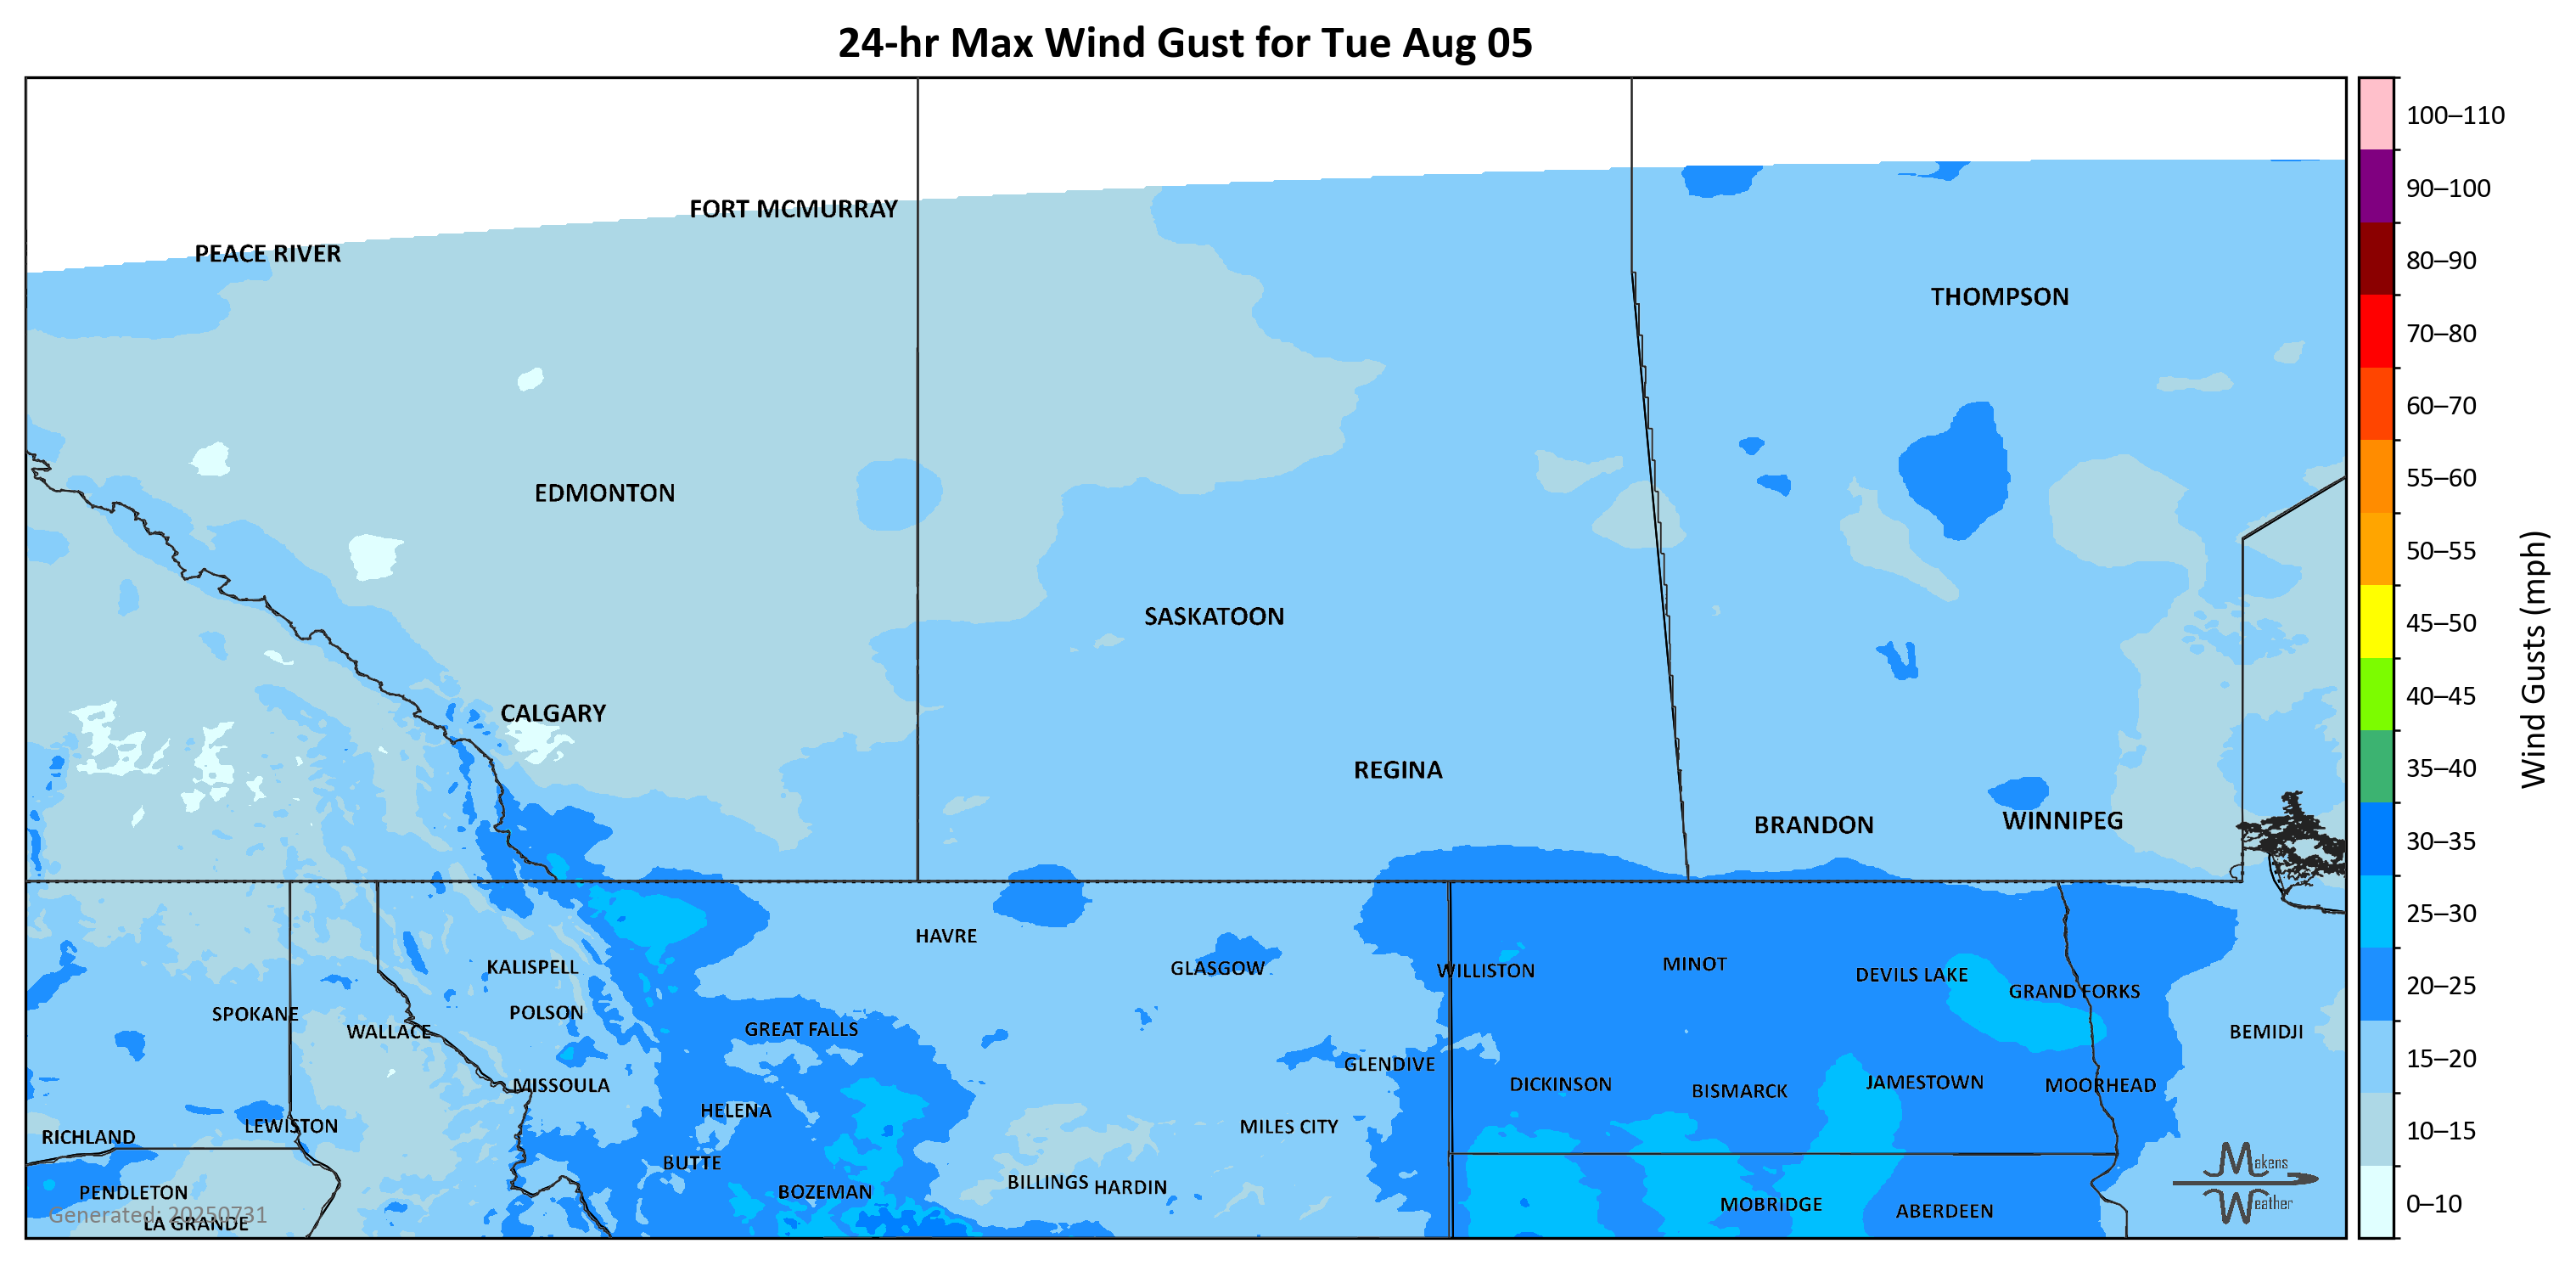 24-hr Max Wind Gust for Tue Aug 05
100–110
90–100
80–90
70–80
60–70
55–60
50–55
45–50
40–45
35–40
30–35
25–30
20–25
15–20
10–15
0–10
Wind Gusts (mph)
FORT MCMURRAY
PEACE RIVER
THOMPSON
EDMONTON
SASKATOON
CALGARY
REGINA
BRANDON
WINNIPEG
HAVRE
KALISPELL
GLASGOW
WILLISTON
MINOT
DEVILS LAKE
GRAND FORKS
SPOKANE
POLSON
WALLACE
GREAT FALLS
BEMIDJI
GLENDIVE
MISSOULA
DICKINSON
BISMARCK
JAMESTOWN
MOORHEAD
HELENA
LEWISTON
MILES CITY
RICHLAND
BUTTE
PENDLETON
BOZEMAN
BILLINGS
HARDIN
MOBRIDGE
ABERDEEN
Generated: 20250731
LA GRANDE
Makens
Weather